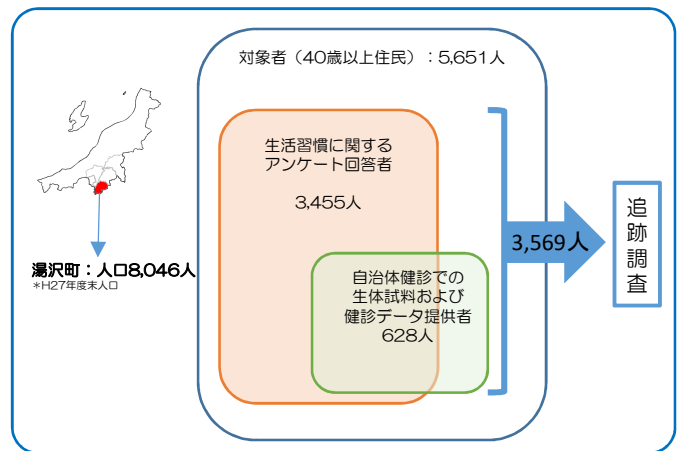 対象者（40歳以上住民）：5,651人
生活習慣に関する
アンケート回答者
3,455人
自治体健診での
生体試料および
健診データ提供者
628人
3,569人
追跡調査
湯沢町：人口8,046人
*H27年度末人口